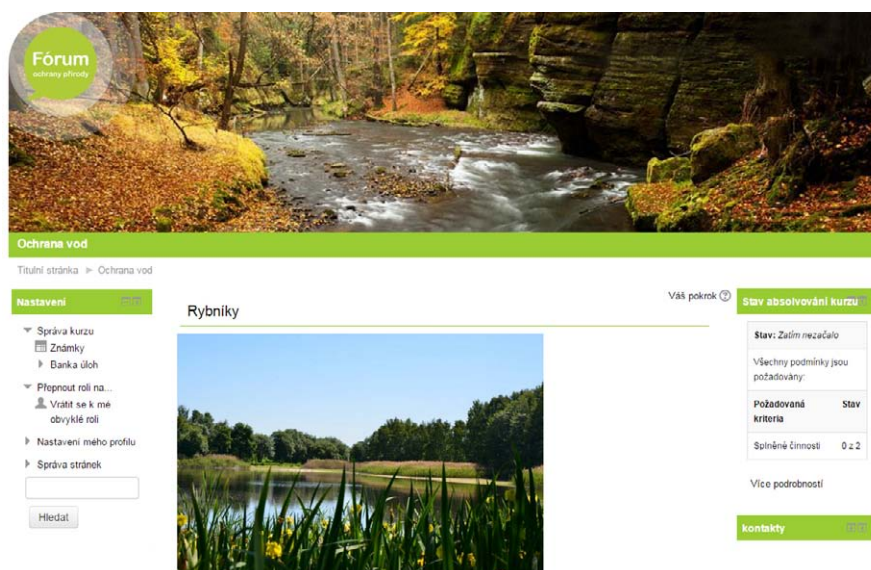 Fórum
ochrany přírody
Ochrana vod
Titulní stránka ► Ochrana vod
Nastavení
Správa kurzu
Známky
Banka úloh
Přepnout roli na...
Vrátit se k mé
obvyklé roli
Nastavení mého profilu
Správa stránek
Hledat
Váš pokrok
Rybníky
Stav absolvování kurzu
Stav: Zatím nezačalo
Všechny podmínky jsou
požadovány:
Požadovaná
kriteria Stav
Splněné činnosti 0 z 2
Více podrobností
kontakty